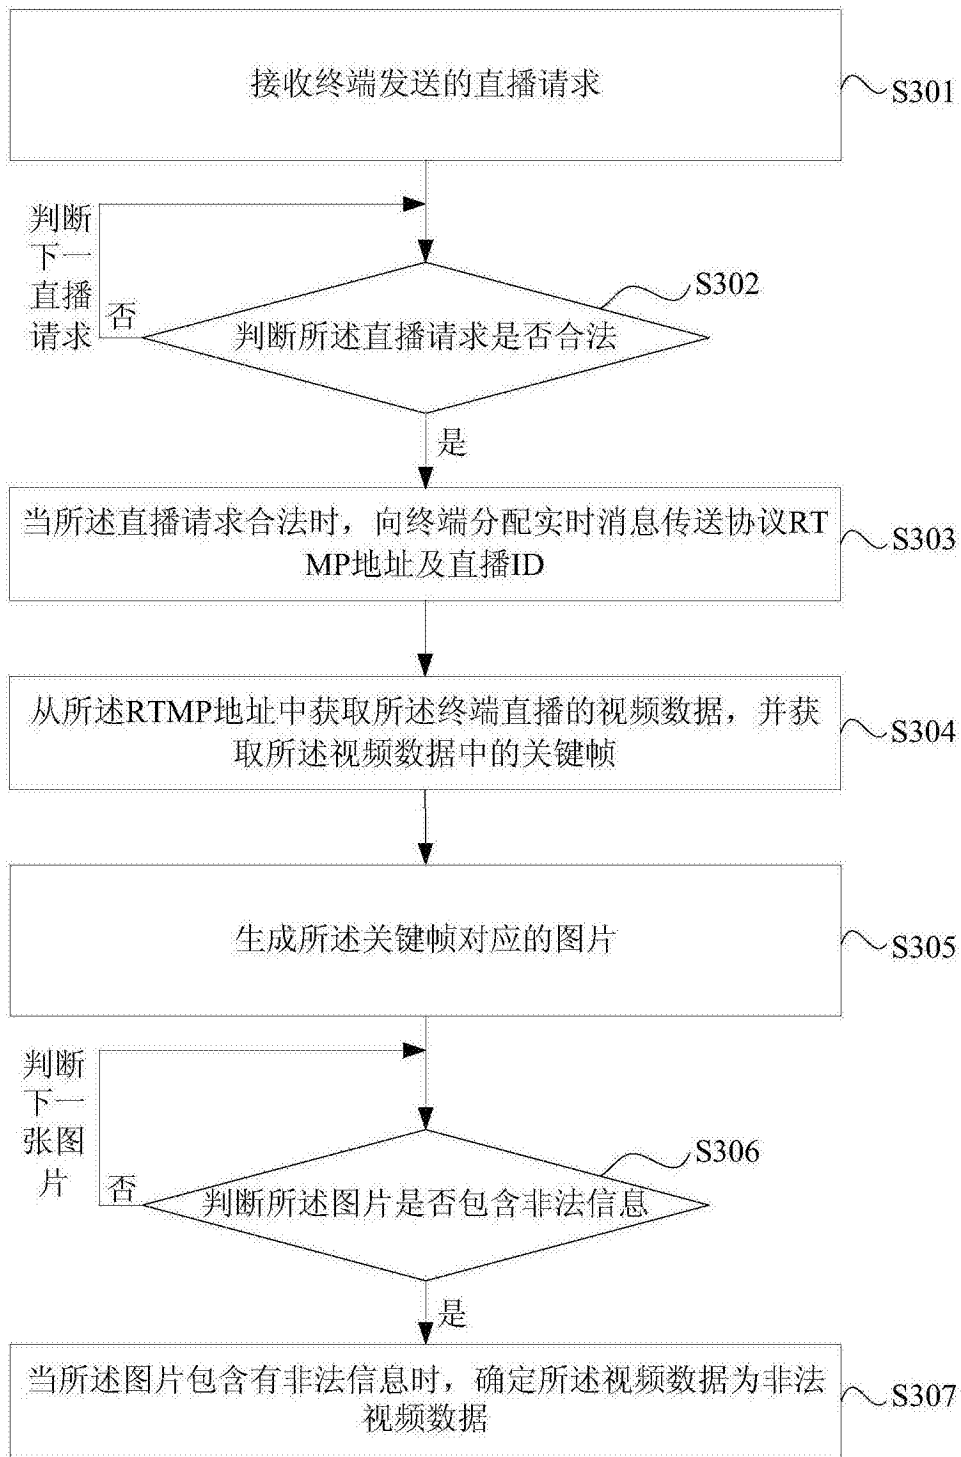 接收终端发送的直播请求
S301
判断
下一
直播
请求
否
S302
判断所述直播请求是否合法
是
当所述直播请求合法时，向终端分配实时消息传送协议RT
MP地址及直播ID
S303
从所述RTMP地址中获取所述终端直播的视频数据，并获
取所述视频数据中的关键帧
S304
生成所述关键帧对应的图片
S305
判断
下一
张图
片
否
S306
判断所述图片是否包含非法信息
是
当所述图片包含有非法信息时，确定所述视频数据为非法
视频数据
S307